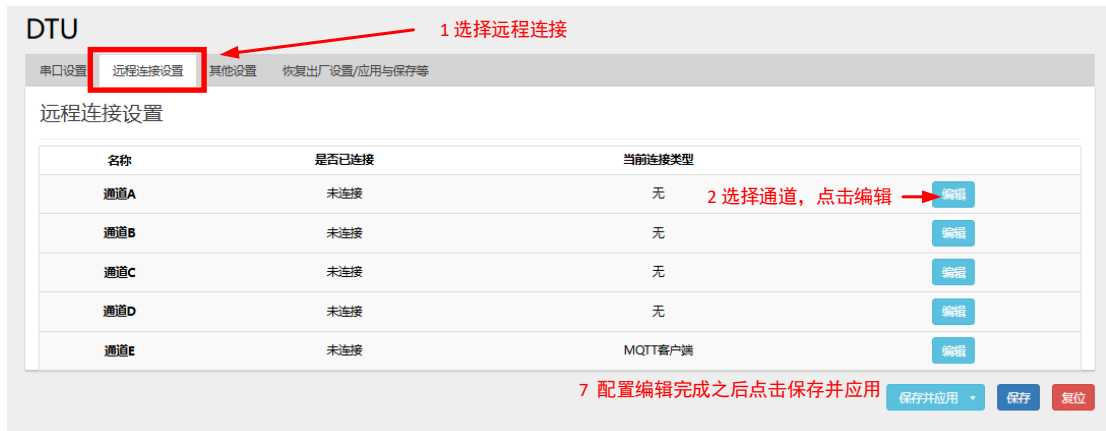 DTU
1 选择远程连接
串口设置 远程连接设置 其他设置 恢复出厂设置/应用与保存等
远程连接设置
名称 是否已连接 当前连接类型
通道A 未连接 无 2 选择通道，点击编辑 编辑
通道B 未连接 无 编辑
通道C 未连接 无 编辑
通道D 未连接 无 编辑
通道E 未连接 MQTT客户端 编辑
7 配置编辑完成之后点击保存并应用 保存并应用 保存 复位